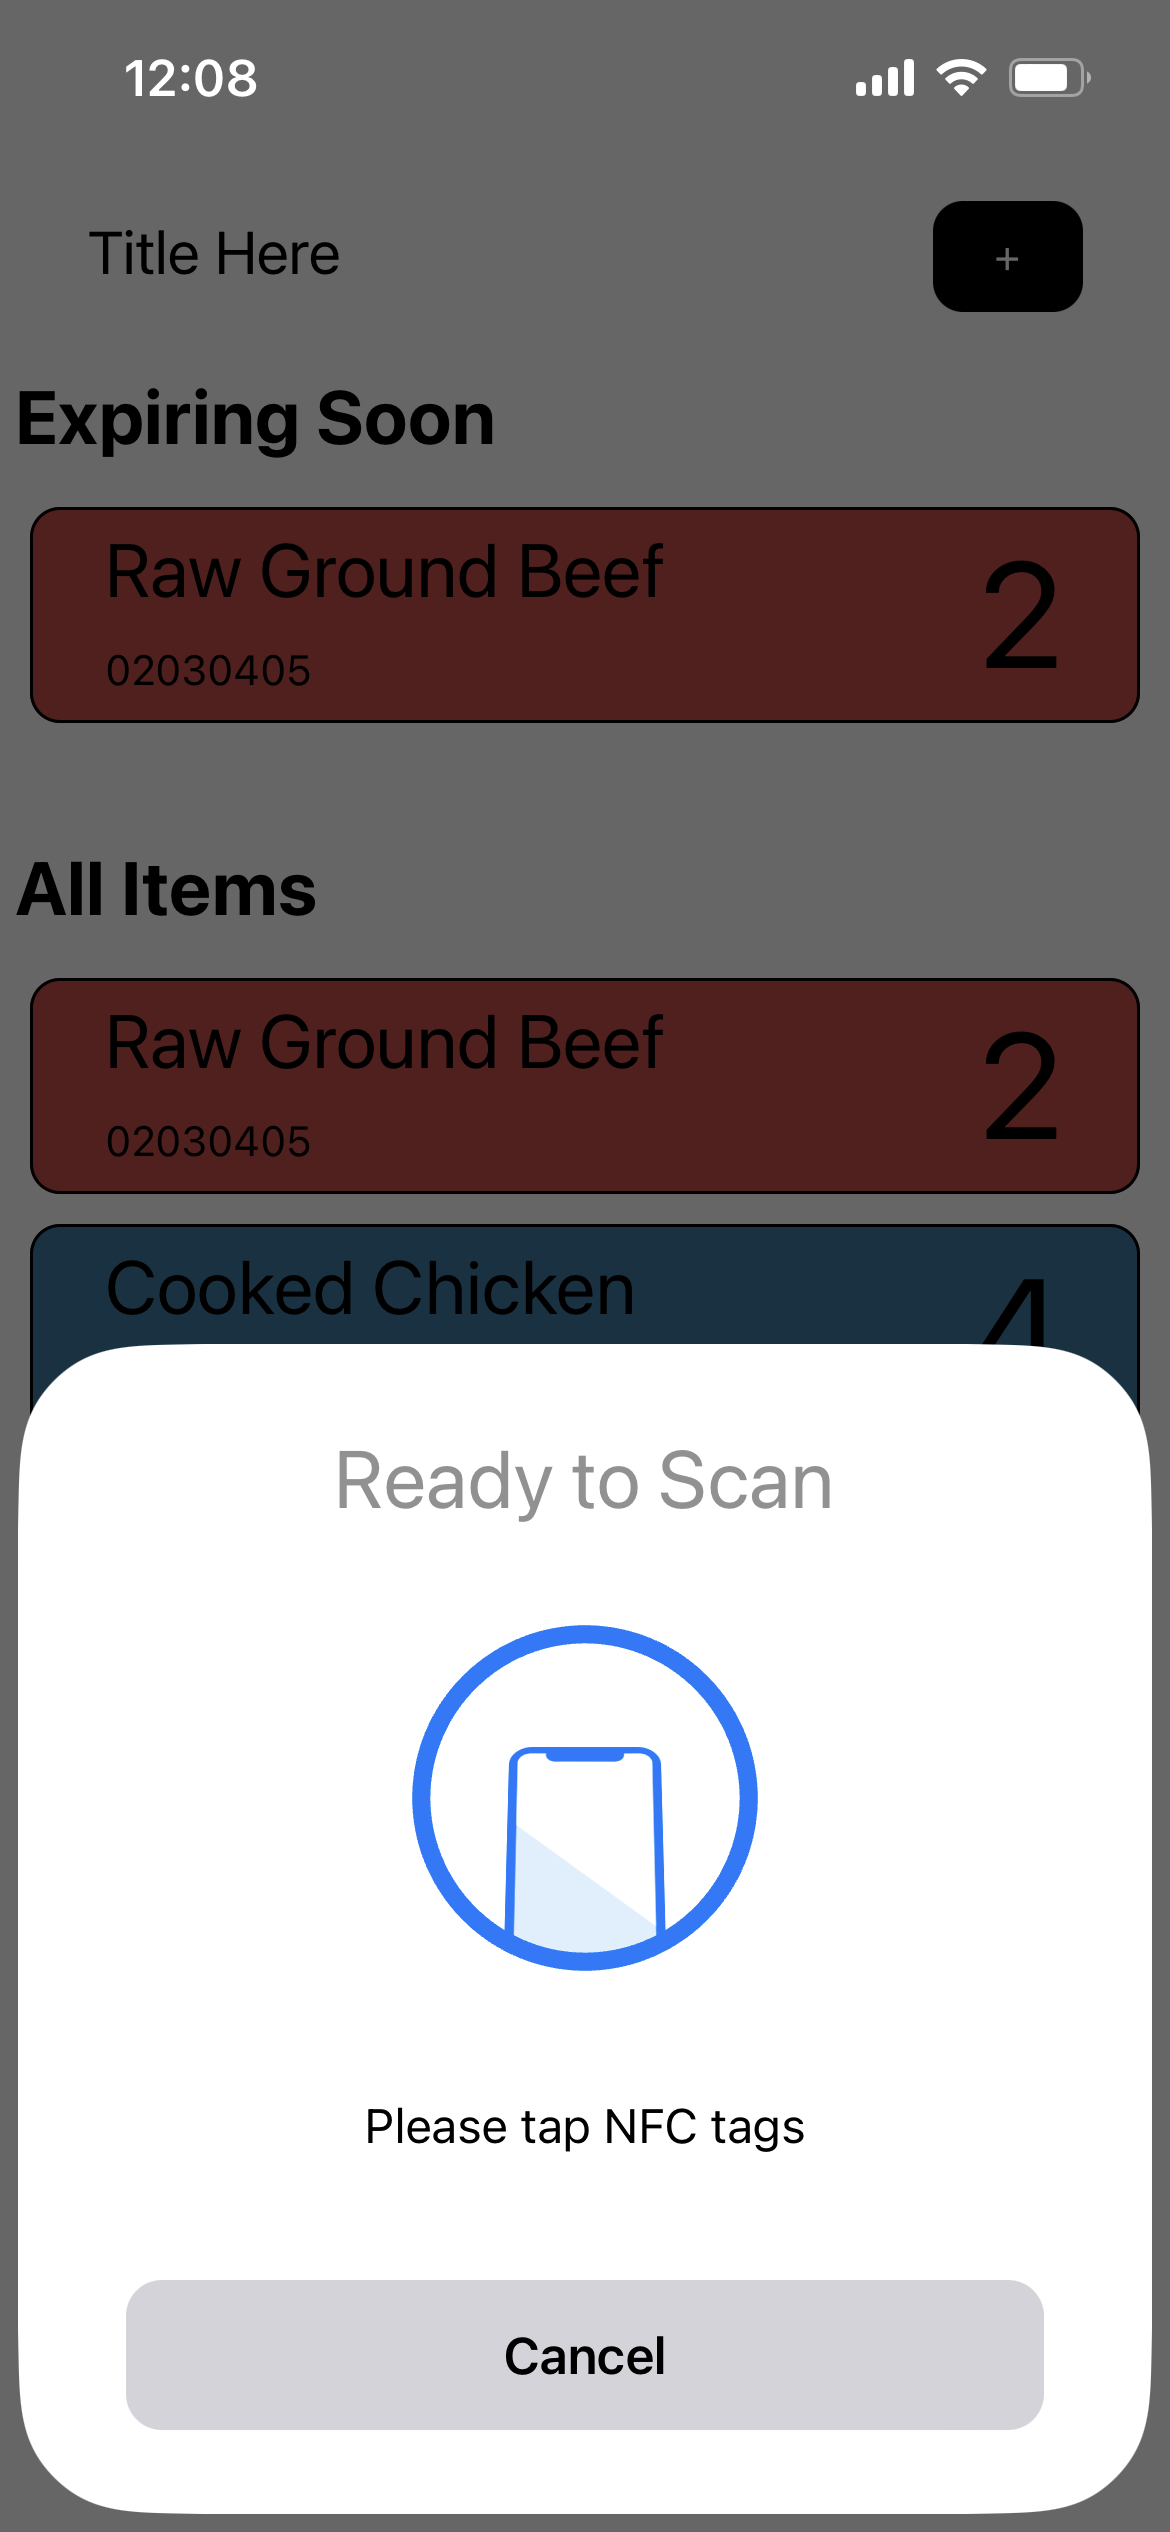 12:08
Title Here
+
Expiring Soon
Raw Ground Beef
2
02030405
All Items
Raw Ground Beef
2
02030405
Cooked Chicken
4
Ready to Scan
Please tap NFC tags
Cancel